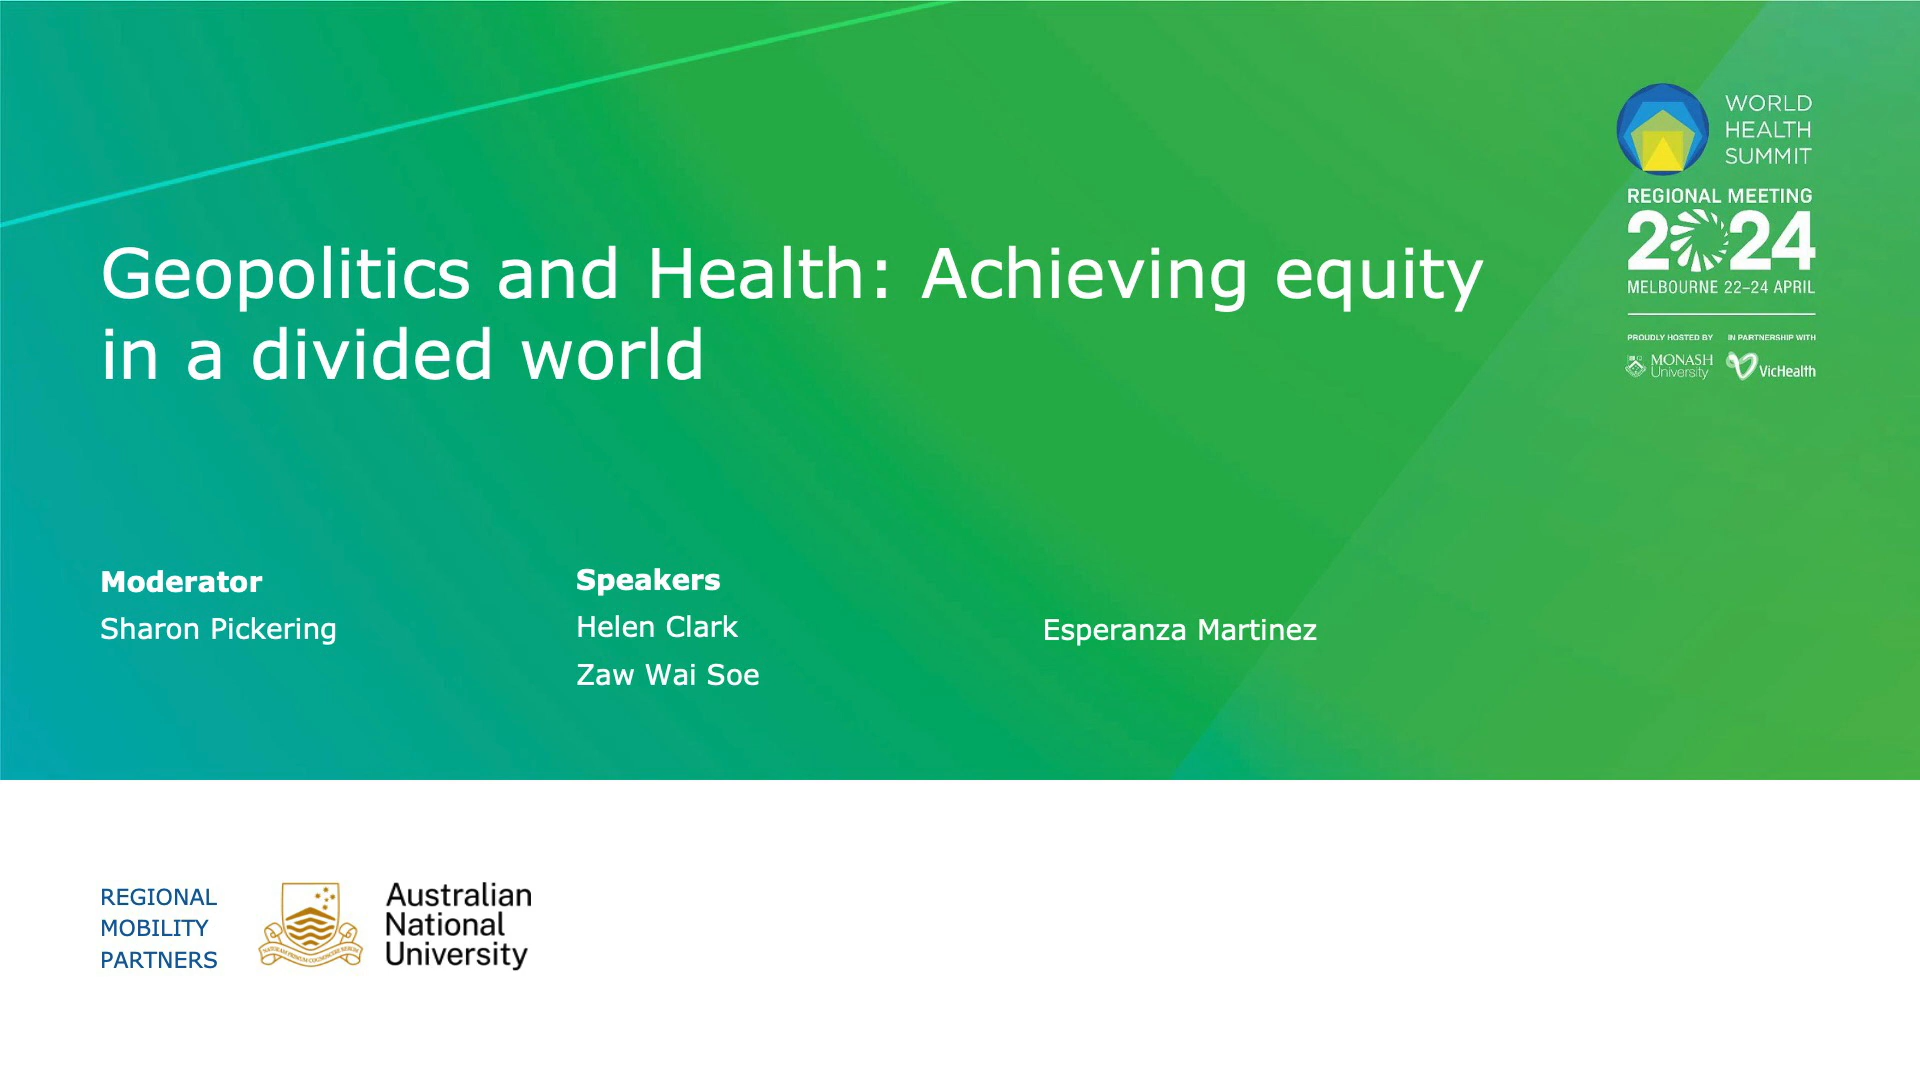 WORLD
HEALTH
SUMMIT
REGIONAL MEETING
2024
MELBOURNE 22–24 APRIL
PROUDLY HOSTED BY
IN PARTNERSHIP WITH
MONASH
University
VicHealth
Geopolitics and Health: Achieving equity
in a divided world
Moderator
Sharon Pickering
Speakers
Helen Clark
Zaw Wai Soe
Esperanza Martinez
REGIONAL
MOBILITY
PARTNERS
Australian
National
University